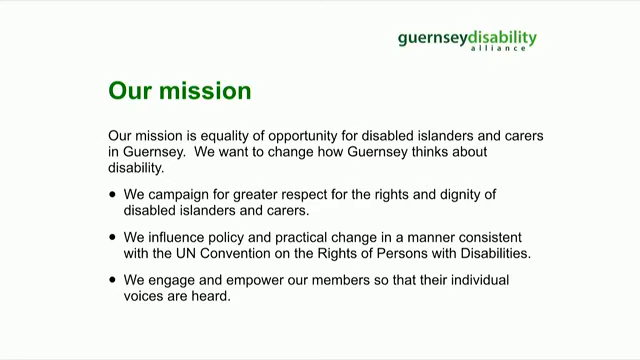 guernseydisability
alliance
Our mission
Our mission is equality of opportunity for disabled islanders and carers
in Guernsey.  We want to change how Guernsey thinks about
disability.
• We campaign for greater respect for the rights and dignity of
disabled islanders and carers.
• We influence policy and practical change in a manner consistent
with the UN Convention on the Rights of Persons with Disabilities.
• We engage and empower our members so that their individual
voices are heard.